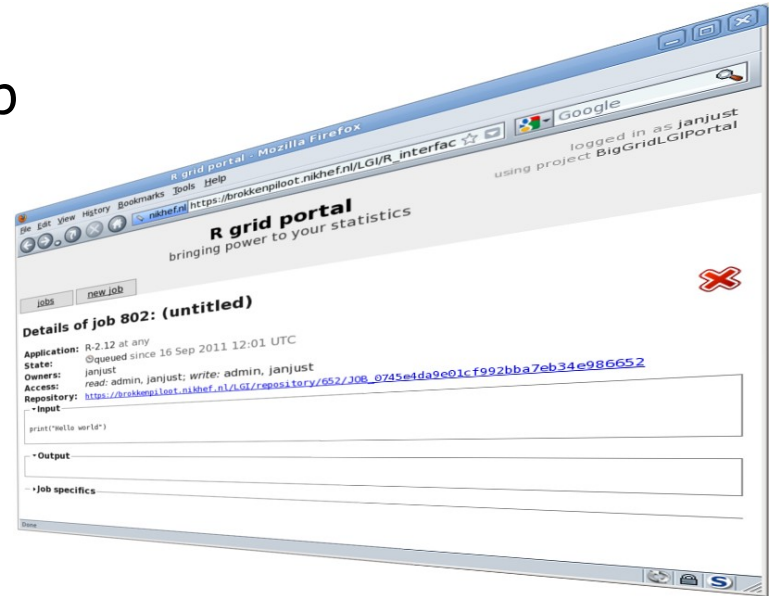 R grid portal - Mozilla Firefox
File Edit View History Bookmarks Tools Help
nikhef.nl https://brokkenpiloot.nikhef.nl/LGI/R_interfac
Google
logged in as janjust
using project BigGridLGIPortal
R grid portal
bringing power to your statistics
jobs new job
Details of job 802: (untitled)
Application: R-2.12 at any
State: queued since 16 Sep 2011 12:01 UTC
Owners: janjust
Access: read: admin, janjust; write: admin, janjust
Repository: https://brokkenpiloot.nikhef.nl/LGI/repository/652/JOB_0745e4da9e01cf992bba7eb34e986652
Input
print("Hello world")
Output
Job specifics
Done
S